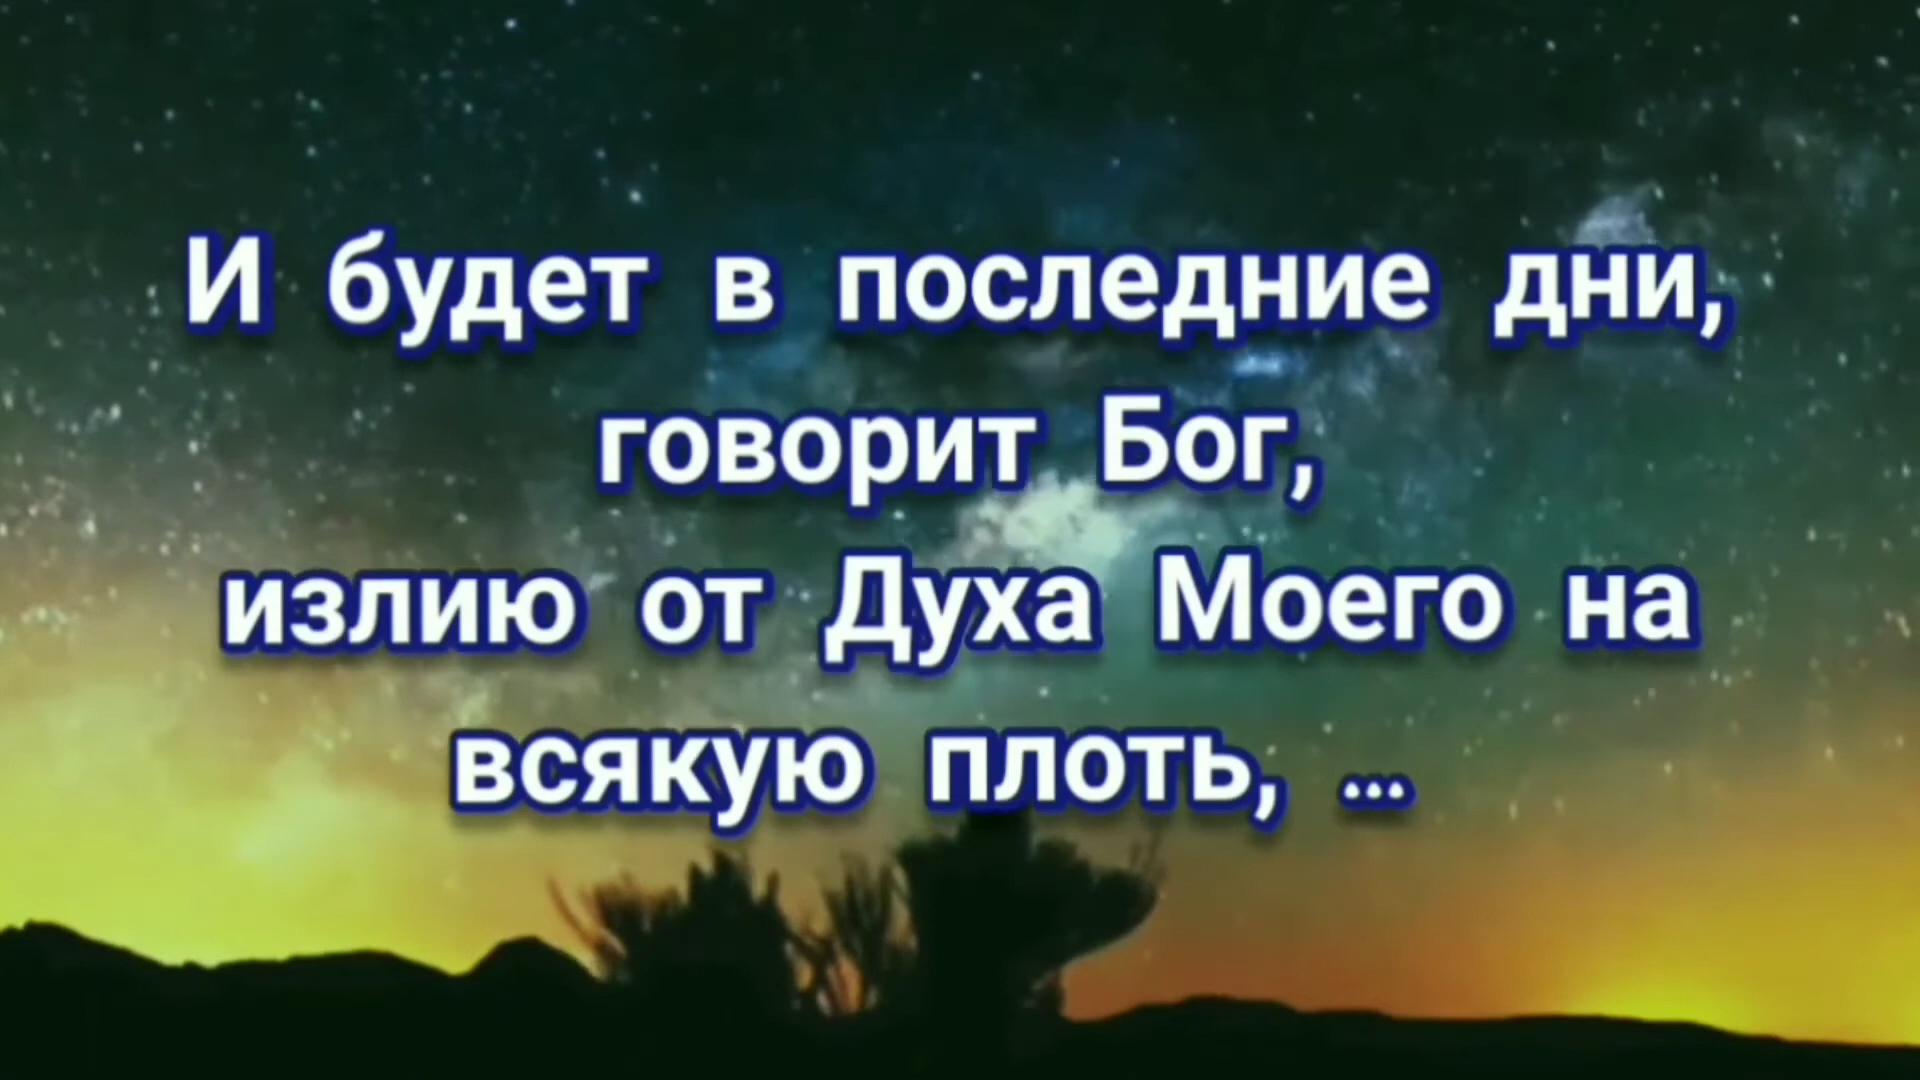 И будет в последние дни,
говорит Бог,
излию от Духа Моего на
всякую плоть, ...